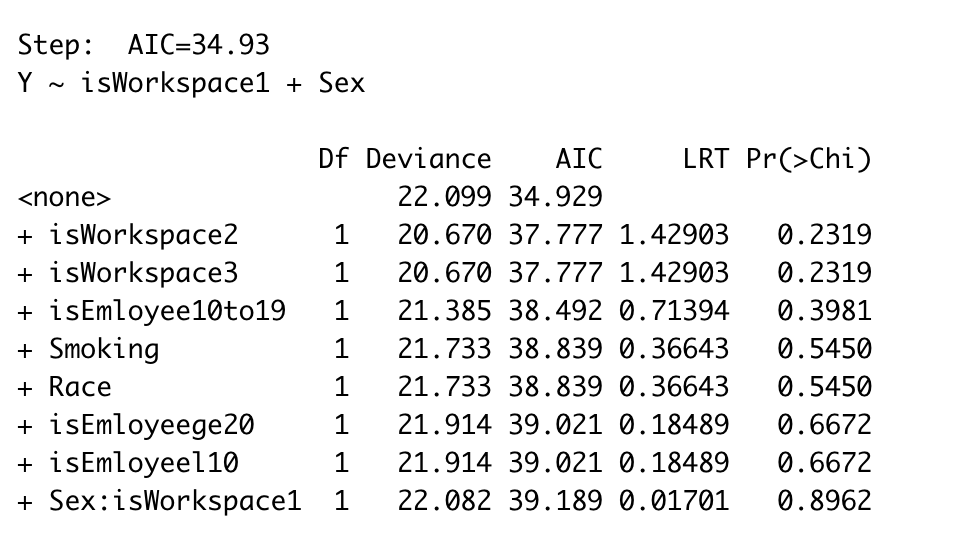 Step:  AIC=34.93
Y ~ isWorkspace1 + Sex
Df Deviance AIC LRT Pr(>Chi)
<none> 22.099 34.929
+ isWorkspace2 1 20.670 37.777 1.42903 0.2319
+ isWorkspace3 1 20.670 37.777 1.42903 0.2319
+ isEmloyee10to19 1 21.385 38.492 0.71394 0.3981
+ Smoking 1 21.733 38.839 0.36643 0.5450
+ Race 1 21.733 38.839 0.36643 0.5450
+ isEmloyeege20 1 21.914 39.021 0.18489 0.6672
+ isEmloyeel10 1 21.914 39.021 0.18489 0.6672
+ Sex:isWorkspace1 1 22.082 39.189 0.01701 0.8962